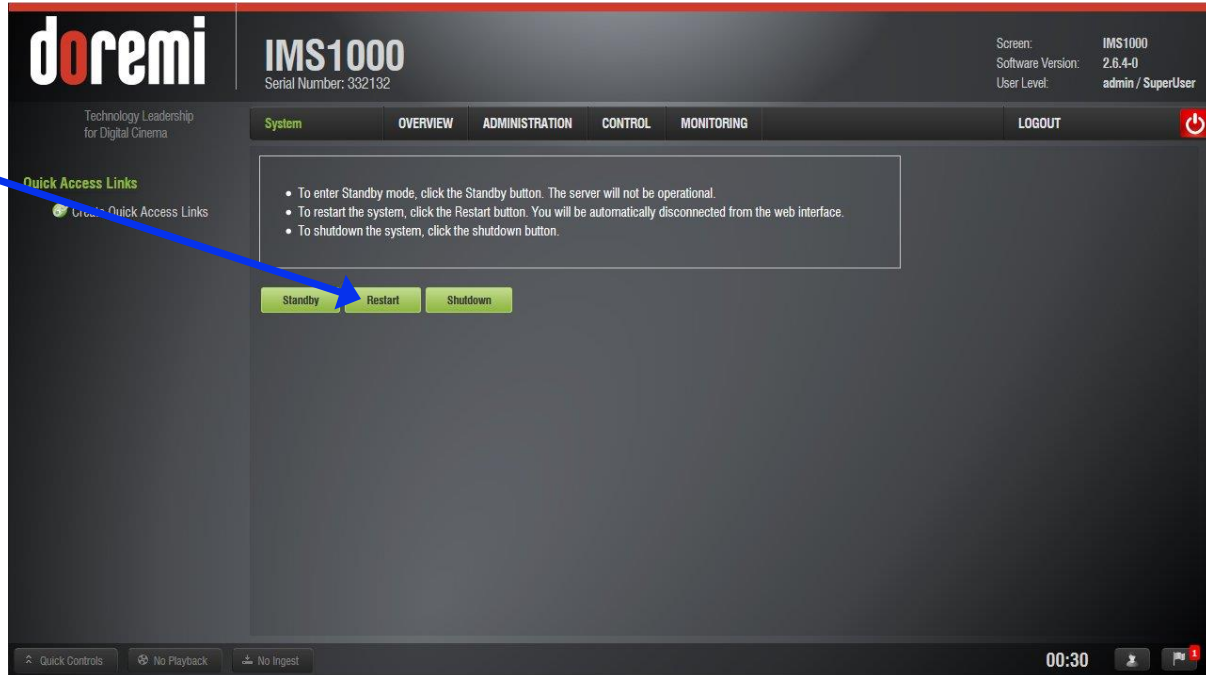 doremi
Technology Leadership
for Digital Cinema
IMS1000
Serial Number: 332132
Screen: IMS1000
Software Version: 2.6.4-0
User Level: admin / SuperUser
System OVERVIEW ADMINISTRATION CONTROL MONITORING LOGOUT
Quick Access Links
Create Quick Access Links
• To enter Standby mode, click the Standby button. The server will not be operational.
• To restart the system, click the Restart button. You will be automatically disconnected from the web interface.
• To shutdown the system, click the shutdown button.
Standby Restart Shutdown
Quick Controls No Playback No Ingest 00:30 1